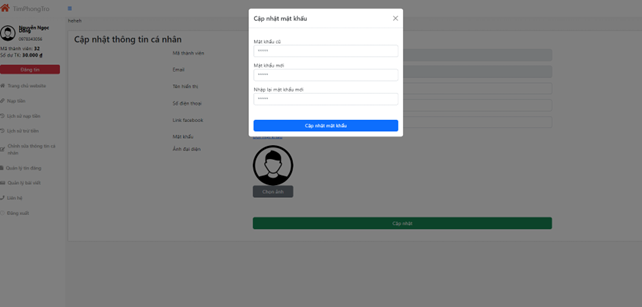 TimPhongTro
Nguyễn Ngọc Dũng
Mã thành viên: 32
Số dư TK: 30.000 ₫
Đăng tin
Trang chủ website
Nạp tiền
Lịch sử nạp tiền
Lịch sử trừ tiền
Chỉnh sửa thông tin cá nhân
Quản lý tin đăng
Quản lý bài mới
Liên hệ
Đăng xuất
Cập nhật thông tin cá nhân
Mã thành viên
Email
Tên hiển thị
Số điện thoại
Link facebook
Mật khẩu
Ảnh đại diện
Chọn ảnh
Cập nhật
Cập nhật mật khẩu
Mật khẩu cũ
Mật khẩu mới
Nhập lại mật khẩu mới
Cập nhật mật khẩu